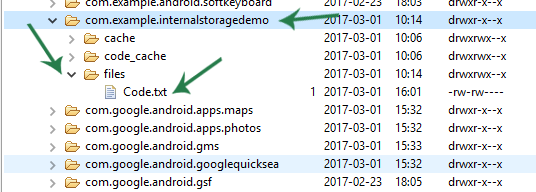 com.example.android.softkeyboard 2017-02-23 18:03 drwxr-x--x
com.example.internalstoragedemo 2017-03-01 10:14 drwxr-x--x
cache 2017-03-01 10:06 drwxrwx--x
code_cache 2017-03-01 10:06 drwxrwx--x
files 2017-03-01 10:14 drwxrwx--x
Code.txt 1 2017-03-01 16:01 -rw-rw----
com.google.android.apps.maps 2017-03-01 15:32 drwxr-x--x
com.google.android.apps.photos 2017-03-01 15:33 drwxr-x--x
com.google.android.gms 2017-03-01 15:33 drwxr-x--x
com.google.android.googlequicksea 2017-03-01 15:32 drwxr-x--x
com.google.android.gsf 2017-02-23 18:05 drwxr-x--x